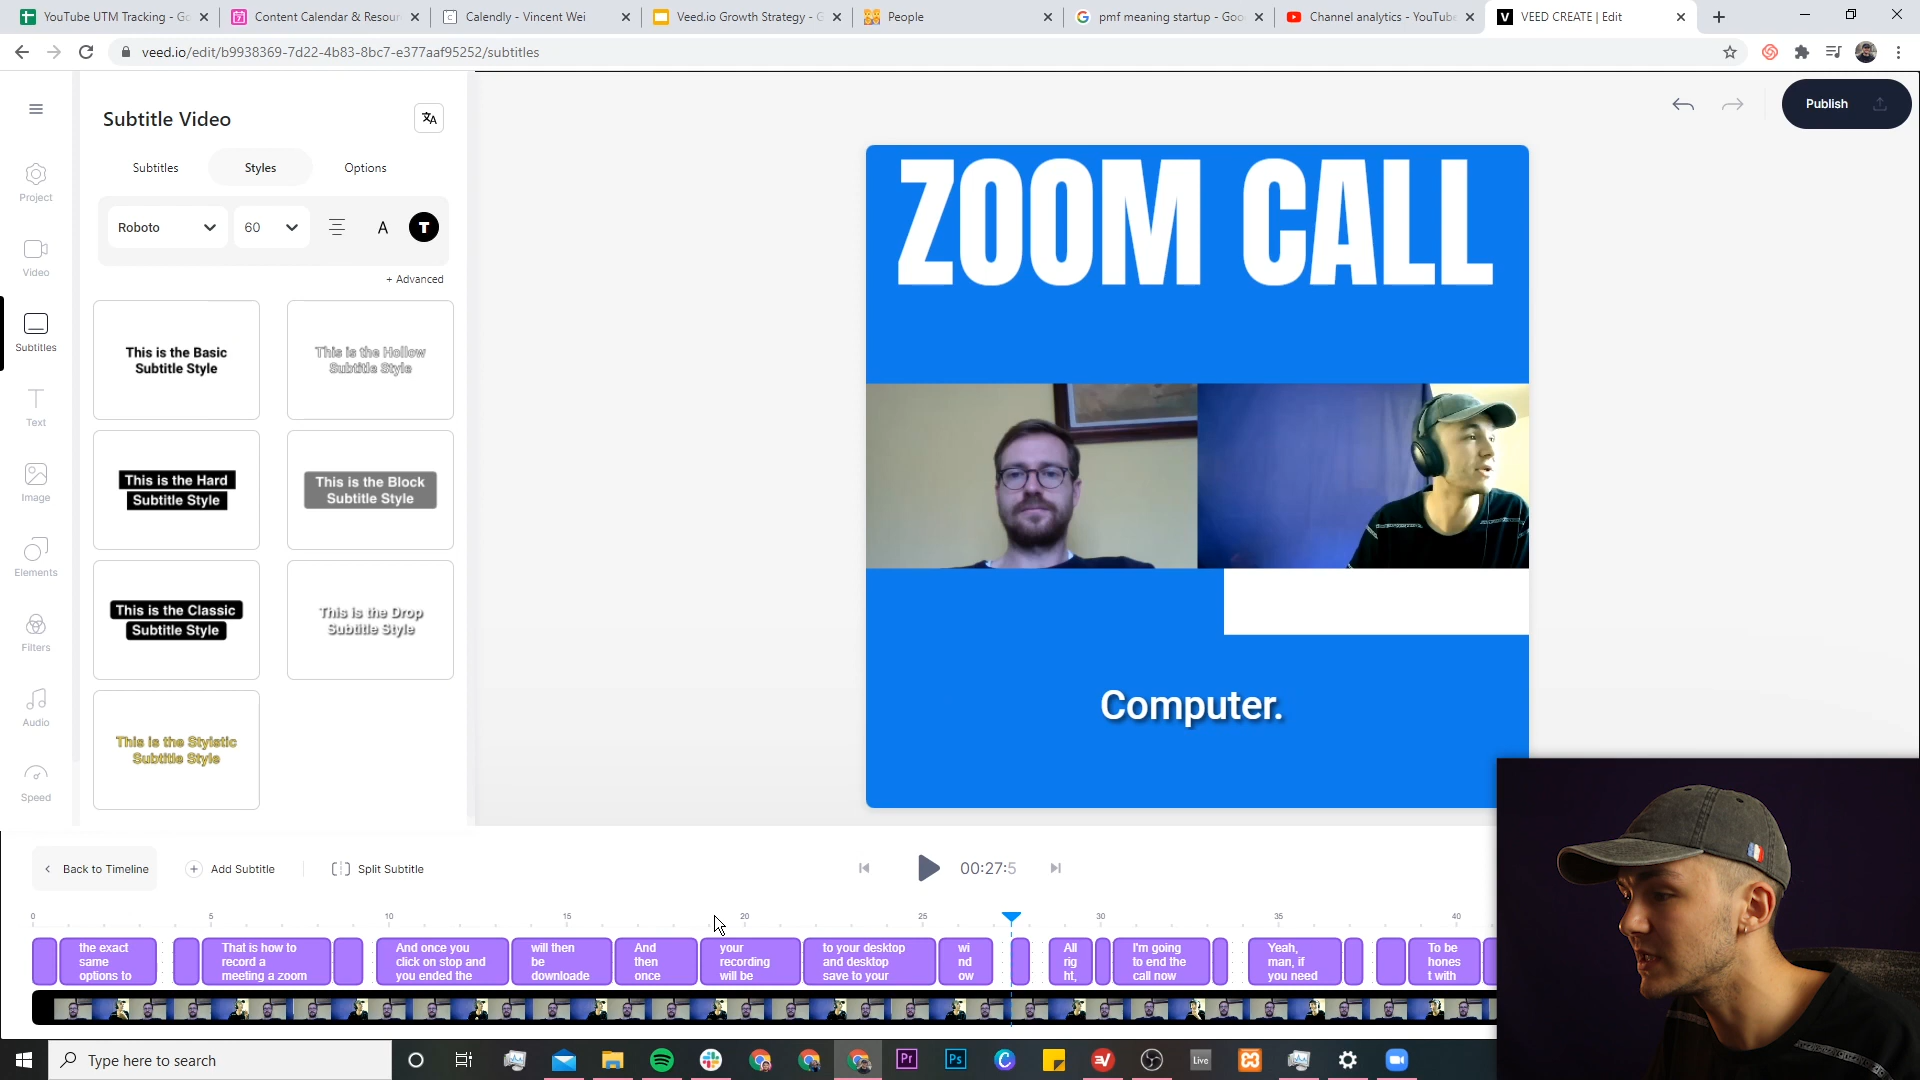 YouTube UTM Tracking - Go
Content Calendar & Resour
Calendly - Vincent Wei
Veed.io Growth Strategy - G
People
pmf meaning startup - Goo
Channel analytics - YouTube
VEED CREATE | Edit
veed.io/edit/b9938369-7d22-4b83-8bc7-e377aaf95252/subtitles
Publish
Subtitle Video
Subtitles
Styles
Options
Roboto
60
A
T
+ Advanced
Project
Video
Subtitles
Text
Image
Elements
Filters
Audio
Speed
This is the Basic
Subtitle Style
This is the Hollow
Subtitle Style
This is the Hard
Subtitle Style
This is the Block
Subtitle Style
This is the Classic
Subtitle Style
This is the Drop
Subtitle Style
This is the Stylstic
Subtitle Style
ZOOM CALL
Computer.
Back to Timeline
Add Subtitle
Split Subtitle
00:27:5
0
5
10
15
20
25
30
35
40
the exact
same
options to
That is how to
record a
meeting a zoom
And once you
click on stop and
you ended the
will then
be
downloade
And
then
once
your
recording
will be
to your desktop
and desktop
save to your
wi
nd
ow
All
rig
ht,
I'm going
to end the
call now
Yeah,
man, if
you need
To be
hones
t with
Type here to search
Pr
Ps
Live